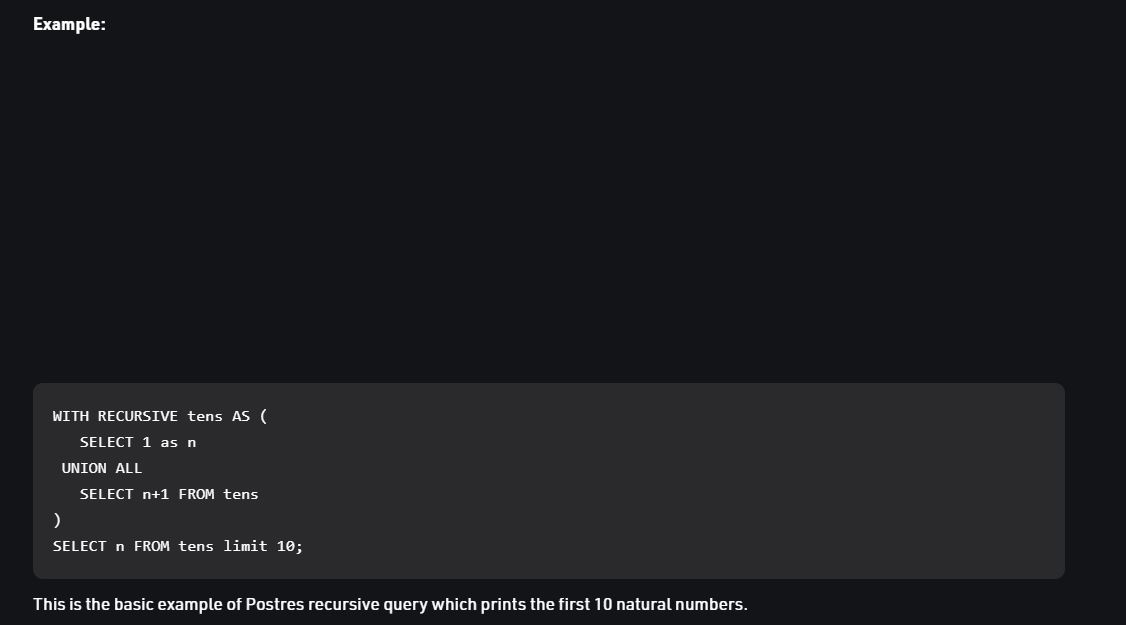 Example:
WITH RECURSIVE tens AS (
   SELECT 1 as n
 UNION ALL
   SELECT n+1 FROM tens
)
SELECT n FROM tens limit 10;
This is the basic example of Postres recursive query which prints the first 10 natural numbers.